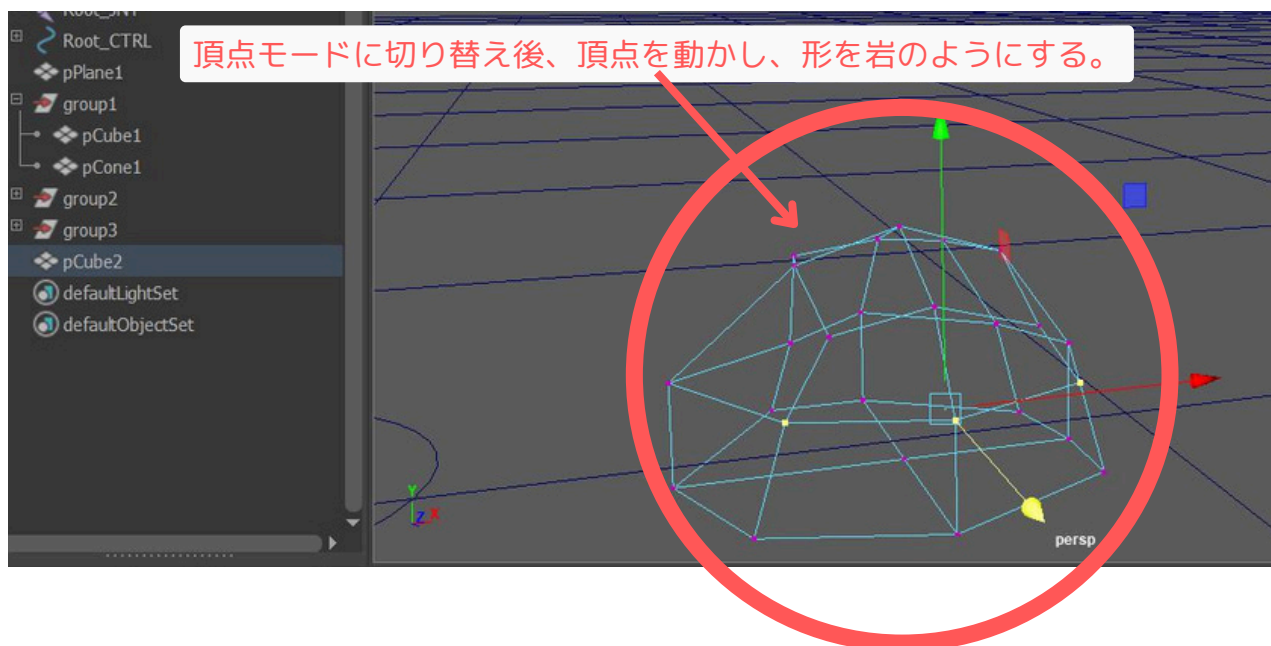 Root_JNT
Root_CTRL
頂点モードに切り替え後、頂点を動かし、形を岩のようにする。
pPlane1
group1
pCube1
pCone1
group2
group3
pCube2
defaultLightSet
defaultObjectSet
Y
Z X
persp